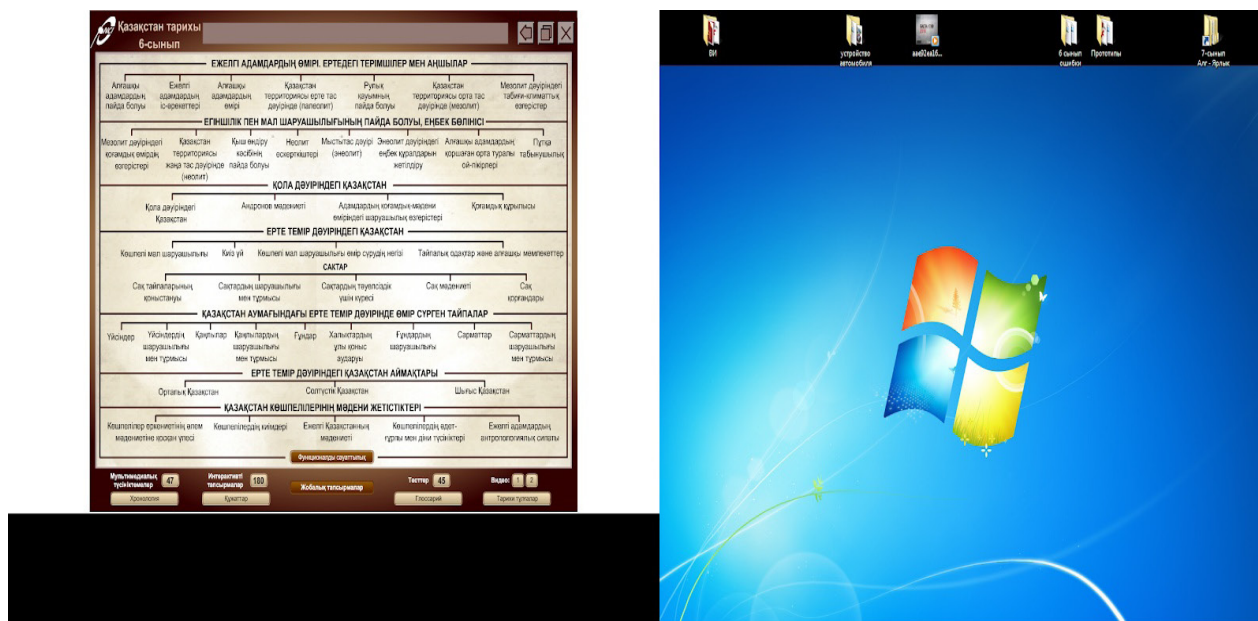 Қазақстан тарихы
6-сынып
ЕЖЕЛГІ АДАМДАРДЫҢ ӨМІРІ. ЕРТЕДЕГІ ТЕРІМШІЛЕР МЕН АҢШЫЛАР
Алғашқы адамдардың пайда болуы
Ежелгі адамдардың іс-әрекеттері
Алғашқы адамдардың өмірі
Қазақстан территориясы ерте тас дәуірінде (палеолит)
Рулық қауымның пайда болуы
Қазақстан территориясы орта тас дәуірінде (мезолит)
Мезолит дәуіріндегі табиғи-климаттық өзгерістер
ЕГІНШІЛІК ПЕН МАЛ ШАРУАШЫЛЫҒЫНЫҢ ПАЙДА БОЛУЫ, ЕҢБЕК БӨЛІНІСІ
Мезолит дәуіріндегі қоғамдық өмірдің өзгерістері
Қазақстан территориясы жаңа тас дәуірінде (неолит)
Қыш өндіру кәсібінің пайда болуы
Неолит ескерткіштері
Мыстытас дәуірі (энеолит)
Энеолит дәуіріндегі еңбек құралдарын жетілдіру
Алғашқы адамдардың қоршаған орта туралы ой-пікірлері
Пұтқа табынушылық
ҚОЛА ДӘУІРІНДЕГІ ҚАЗАҚСТАН
Қола дәуіріндегі Қазақстан
Андронов мәдениеті
Адамдардың қоғамдық-мәдени өміріндегі шаруашылық өзгерістері
Қоғамдық құрылысы
ЕРТЕ ТЕМІР ДӘУІРІНДЕГІ ҚАЗАҚСТАН
Көшпелі мал шаруашылығы
Киіз үй
Көшпелі мал шаруашылығы өмір сүрудің негізі
Тайпалық одақтар және алғашқы мемлекеттер
САКТАР
Сақ тайпаларының қоныстануы
Сақтардың шаруашылығы мен тұрмысы
Сақтардың тәуелсіздік үшін күресі
Сақ мәдениеті
Сақ қорғандары
ҚАЗАҚСТАН АУМАҒЫНДАҒЫ ЕРТЕ ТЕМІР ДӘУІРІНДЕ ӨМІР СҮРГЕН ТАЙПАЛАР
Үйсіндер
Үйсіндердің шаруашылығы мен тұрмысы
Қаңлылар
Қаңлылардың шаруашылығы мен тұрмысы
Ғұндар
Халықтардың ұлы қоныс аударуы
Ғұндардың шаруашылығы
Сарматтар
Сарматтардың шаруашылығы мен тұрмысы
ЕРТЕ ТЕМІР ДӘУІРІНДЕГІ ҚАЗАҚСТАН АЙМАҚТАРЫ
Орталық Қазақстан
Солтүстік Қазақстан
Шығыс Қазақстан
ҚАЗАҚСТАН КӨШПЕЛІЛЕРІНІҢ МӘДЕНИ ЖЕТІСТІКТЕРІ
Көшпелілер өркениетінің әлем мәдениетіне қосқан үлесі
Көшпелілердің киімдері
Ежелгі Қазақстанның мәдениеті
Көшпелілердің әдет-ғұрпы мен діни түсініктері
Ежелгі адамдардың антропологиялық сипаты
Функционалды сауаттылық
Мультимедиалық түсініктемелер 47
Интерактивті тапсырмалар 180
Жобалық тапсырмалар
Тесттер 45
Видео: 1 2
Хронология
Құжаттар
Глоссарий
Тарихи тұлғалар
ВИ
устройство автомобиля
6 сынып ошибки
Прототипы
7-сынып Алг - Ярлык